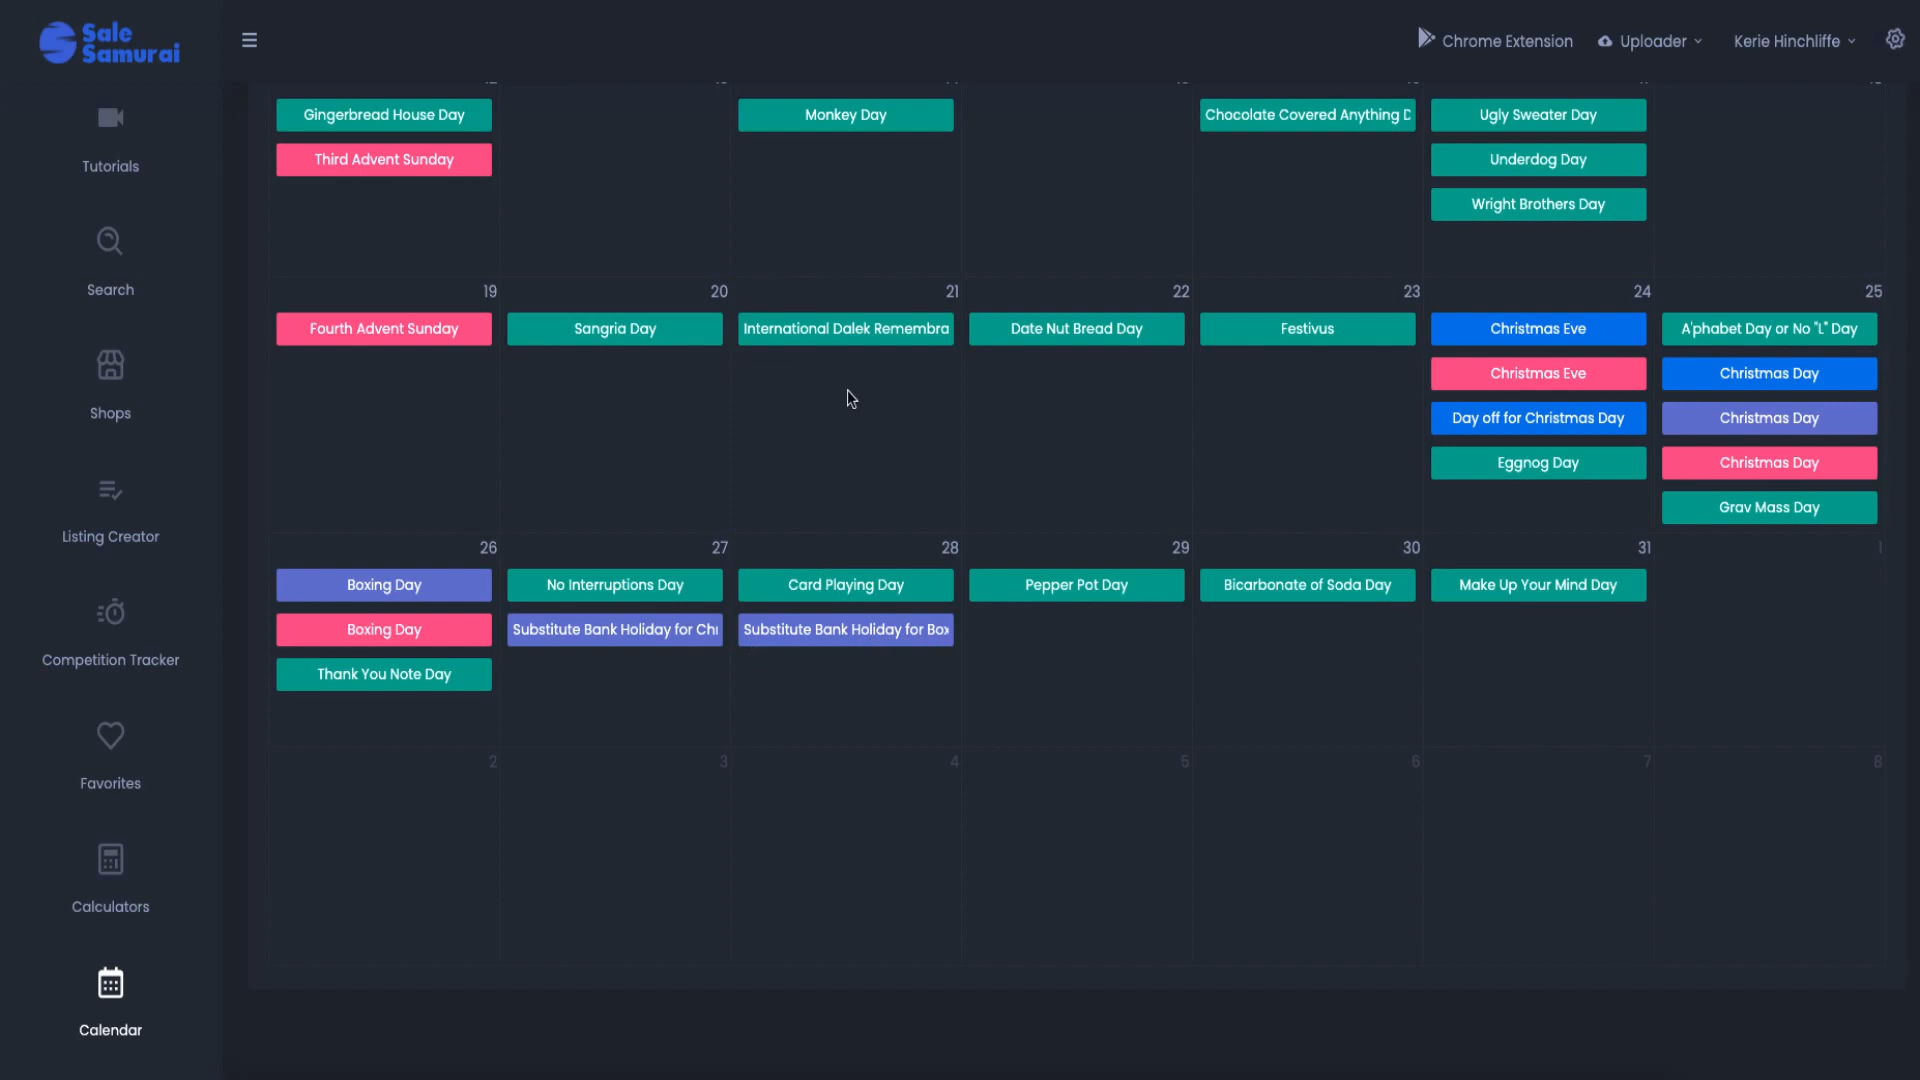 Sale
Samurai
Chrome Extension
Uploader
Kerie Hinchliffe
Tutorials
Search
Shops
Listing Creator
Competition Tracker
Favorites
Calculators
Calendar
Gingerbread House Day
Monkey Day
Chocolate Covered Anything D
Ugly Sweater Day
Third Advent Sunday
Underdog Day
Wright Brothers Day
19 20 21 22 23 24 25
Fourth Advent Sunday
Sangria Day
International Dalek Remembra
Date Nut Bread Day
Festivus
Christmas Eve
A'phabet Day or No "L" Day
Christmas Eve
Christmas Day
Day off for Christmas Day
Christmas Day
Eggnog Day
Christmas Day
Grav Mass Day
26 27 28 29 30 31 1
Boxing Day
No Interruptions Day
Card Playing Day
Pepper Pot Day
Bicarbonate of Soda Day
Make Up Your Mind Day
Boxing Day
Substitute Bank Holiday for Chr
Substitute Bank Holiday for Box
Thank You Note Day
2 3 4 5 6 7 8